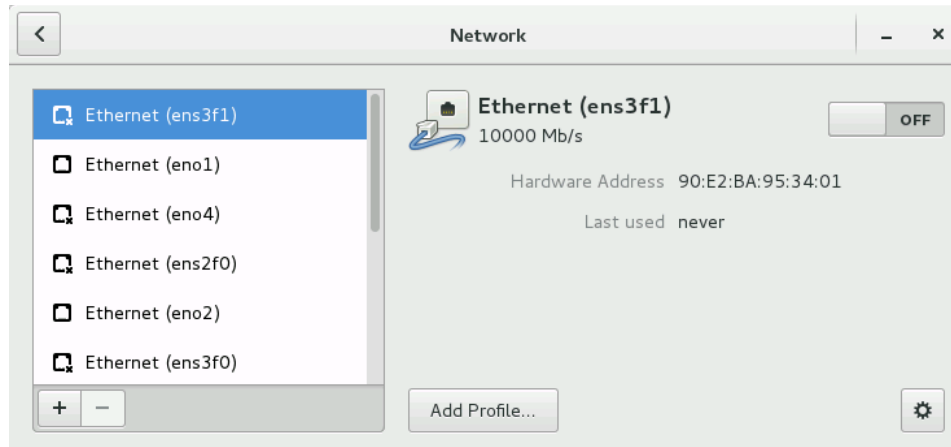 Network
Ethernet (ens3f1)
Ethernet (eno1)
Ethernet (eno4)
Ethernet (ens2f0)
Ethernet (eno2)
Ethernet (ens3f0)
Ethernet (ens3f1)
10000 Mb/s
OFF
Hardware Address 90:E2:BA:95:34:01
Last used never
Add Profile...